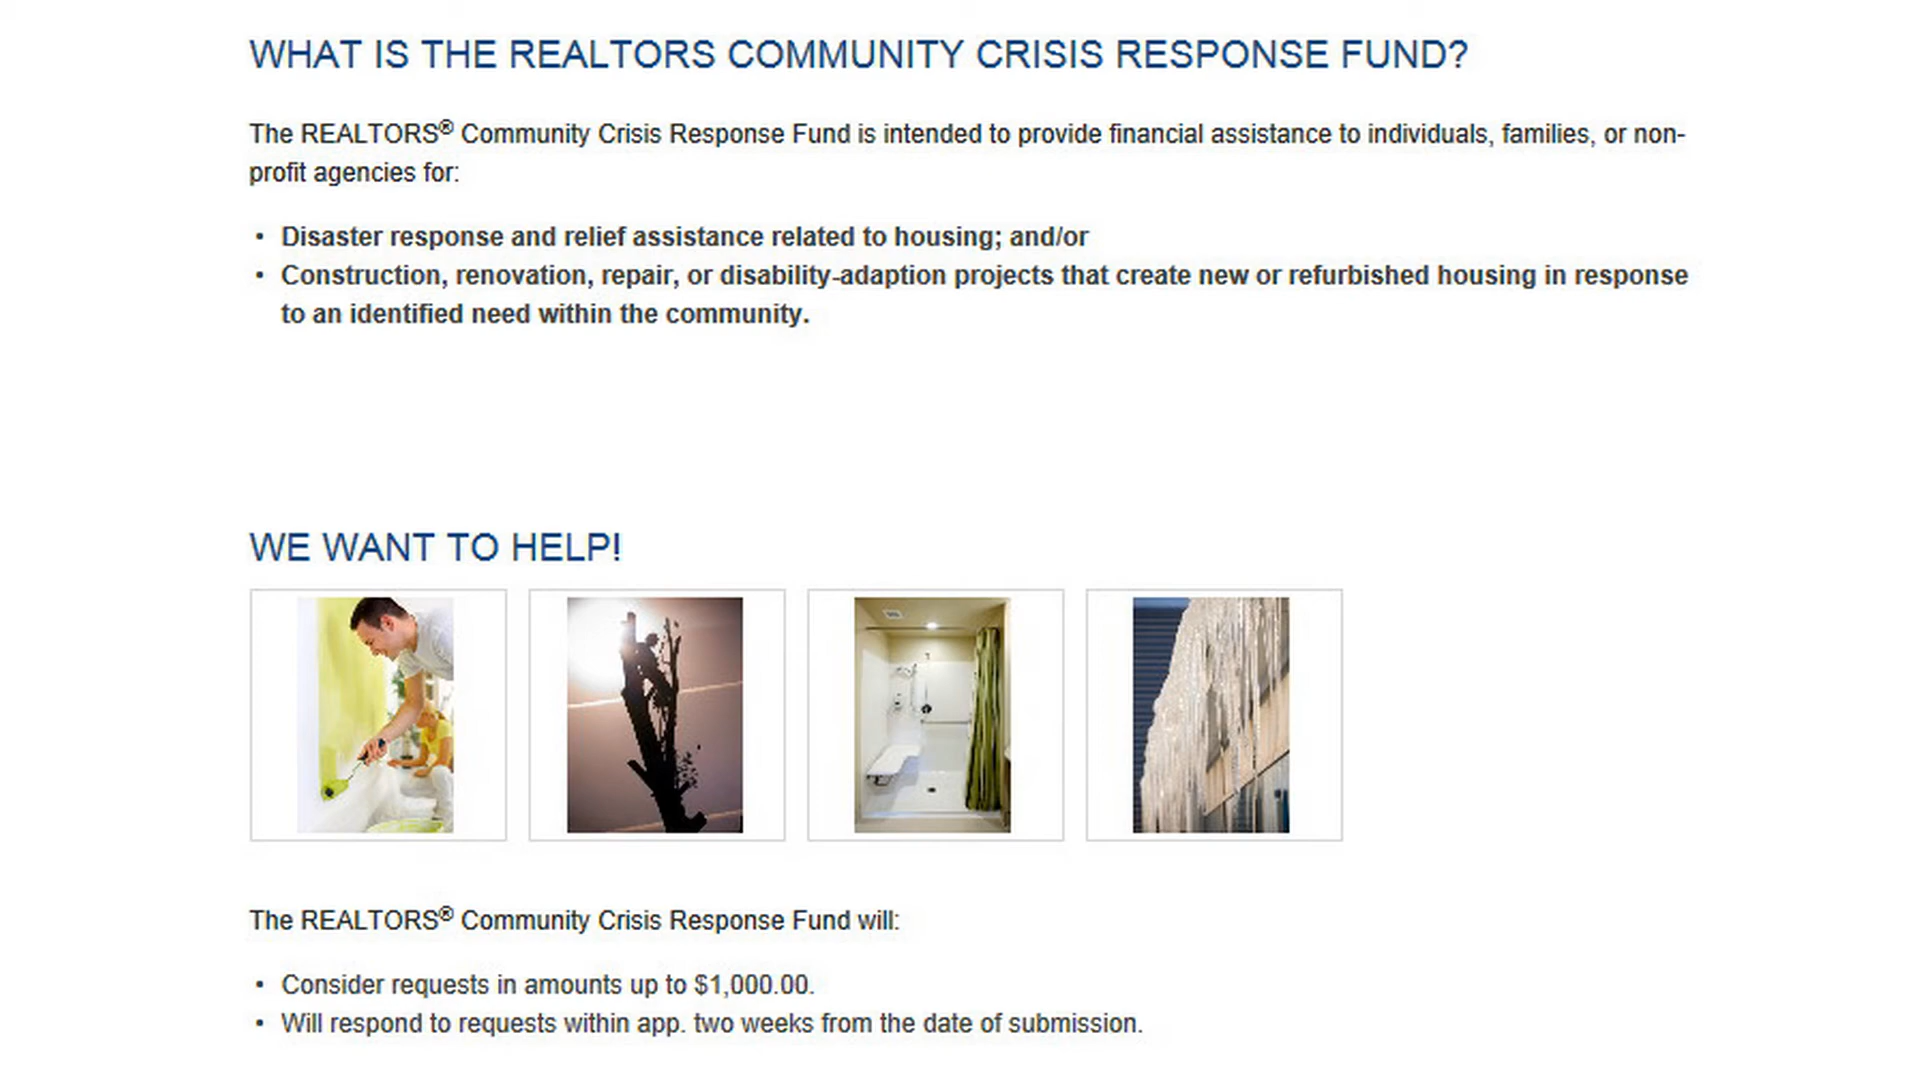 WHAT IS THE REALTORS COMMUNITY CRISIS RESPONSE FUND?
The REALTORS® Community Crisis Response Fund is intended to provide financial assistance to individuals, families, or non-
profit agencies for:
• Disaster response and relief assistance related to housing; and/or
• Construction, renovation, repair, or disability-adaption projects that create new or refurbished housing in response
to an identified need within the community.
WE WANT TO HELP!
The REALTORS® Community Crisis Response Fund will:
• Consider requests in amounts up to $1,000.00.
• Will respond to requests within app. two weeks from the date of submission.